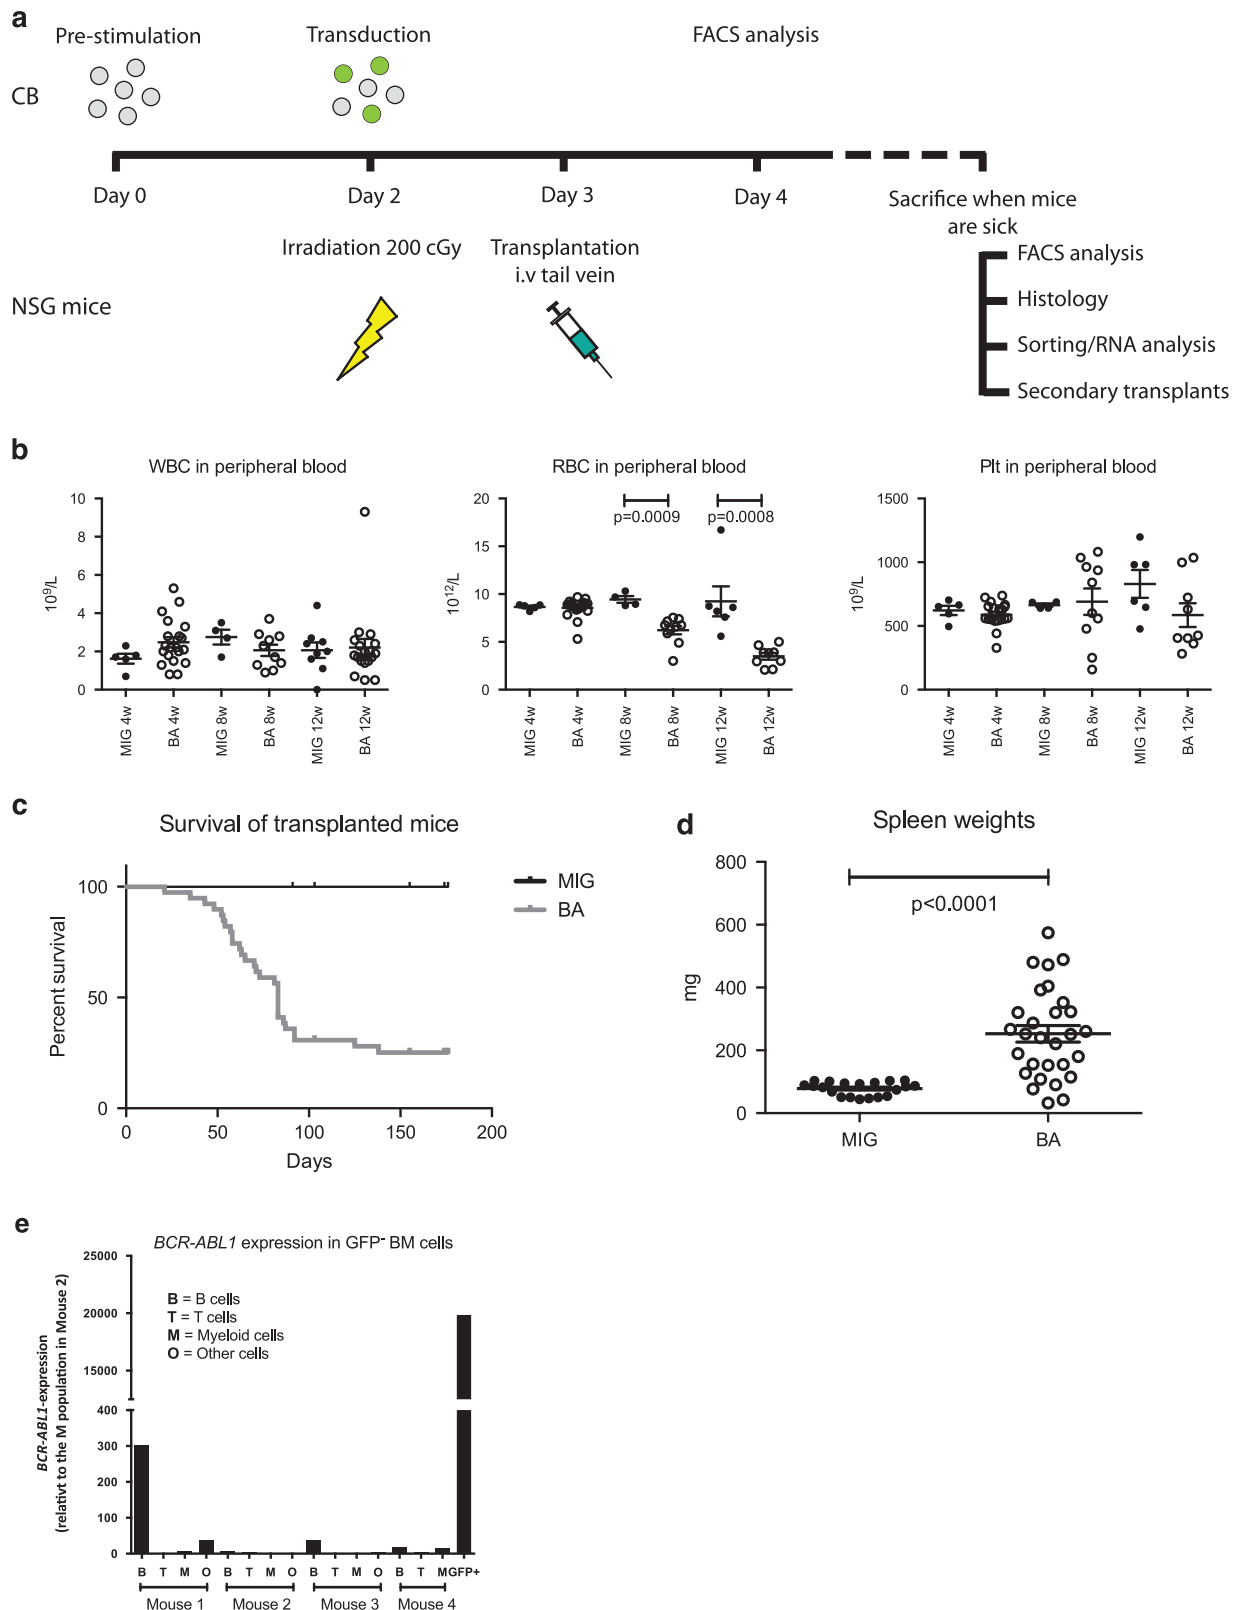 a
Pre-stimulation
Transduction
FACS analysis
CB
Day 0
Day 2
Day 3
Day 4
Sacrifice when mice
are sick
Irradiation 200 cGy
Transplantation
i.v tail vein
NSG mice
FACS analysis
Histology
Sorting/RNA analysis
Secondary transplants
b
WBC in peripheral blood
10⁹/L
10
8
6
4
2
0
MIG 4w
BA 4w
MIG 8w
BA 8w
MIG 12w
BA 12w
RBC in peripheral blood
10¹²/L
20
15
10
5
0
p=0.0009
p=0.0008
MIG 4w
BA 4w
MIG 8w
BA 8w
MIG 12w
BA 12w
Plt in peripheral blood
10⁹/L
1500
1000
500
0
MIG 4w
BA 4w
MIG 8w
BA 8w
MIG 12w
BA 12w
c
Survival of transplanted mice
Percent survival
100
50
0
0 50 100 150 200
Days
MIG
BA
d
Spleen weights
mg
800
600
400
200
0
p<0.0001
MIG BA
e
BCR-ABL1 expression in GFP⁻ BM cells
BCR-ABL1-expression
(relativt to the M population in Mouse 2)
25000
20000
15000
400
300
200
100
0
B = B cells
T = T cells
M = Myeloid cells
O = Other cells
B T M O B T M O B T M O B T M GFP+
Mouse 1 Mouse 2 Mouse 3 Mouse 4